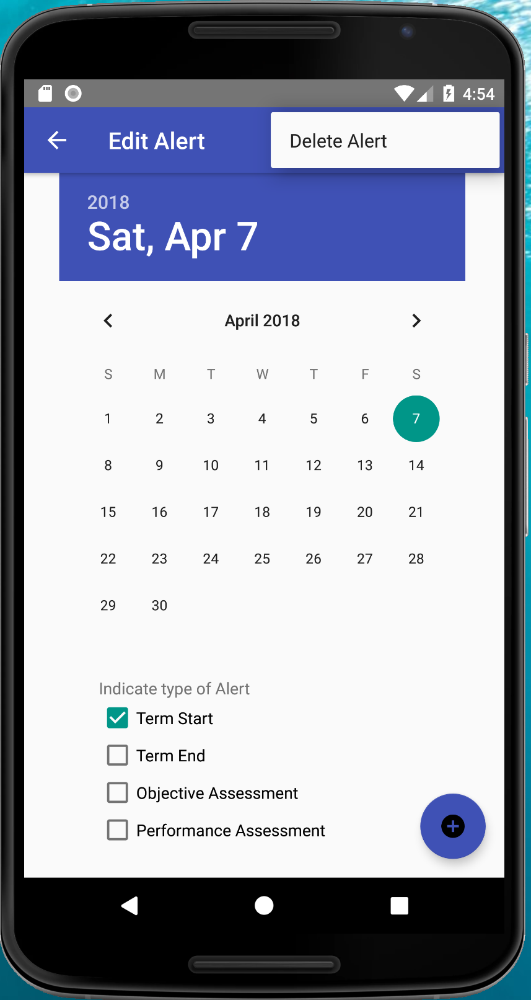 4:54
Edit Alert
Delete Alert
2018
Sat, Apr 7
April 2018
S M T W T F S
1 2 3 4 5 6 7
8 9 10 11 12 13 14
15 16 17 18 19 20 21
22 23 24 25 26 27 28
29 30
Indicate type of Alert
Term Start
Term End
Objective Assessment
Performance Assessment